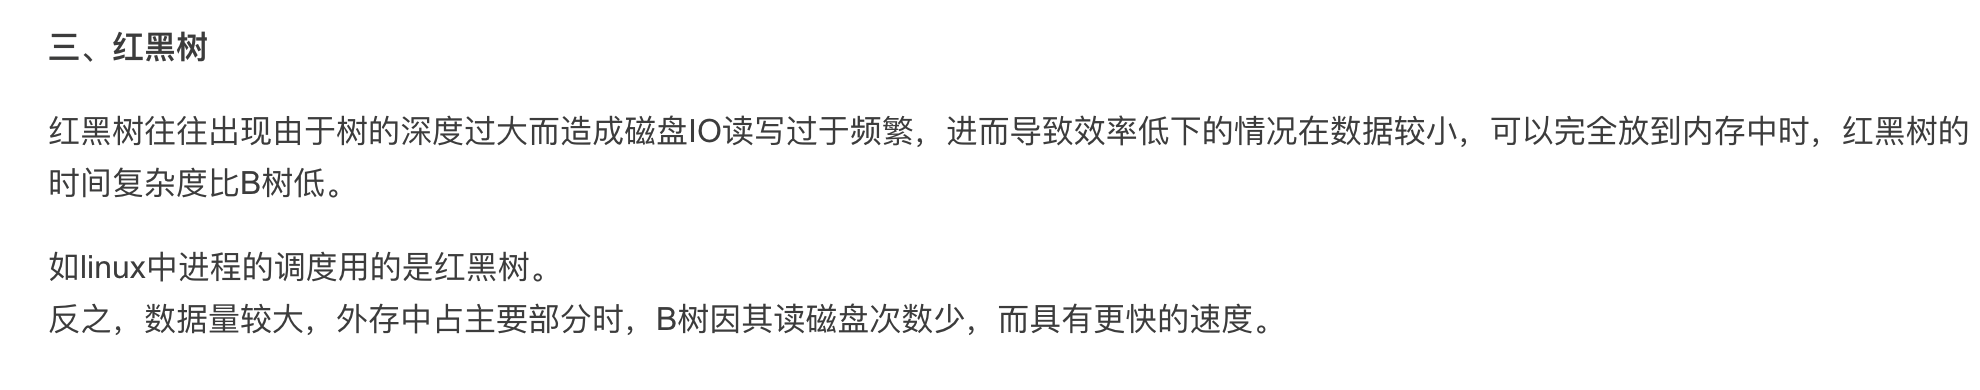 三、红黑树
红黑树往往出现由于树的深度过大而造成磁盘IO读写过于频繁，进而导致效率低下的情况在数据较小，可以完全放到内存中时，红黑树的
时间复杂度比B树低。
如linux中进程的调度用的是红黑树。
反之，数据量较大，外存中占主要部分时，B树因其读磁盘次数少，而具有更快的速度。